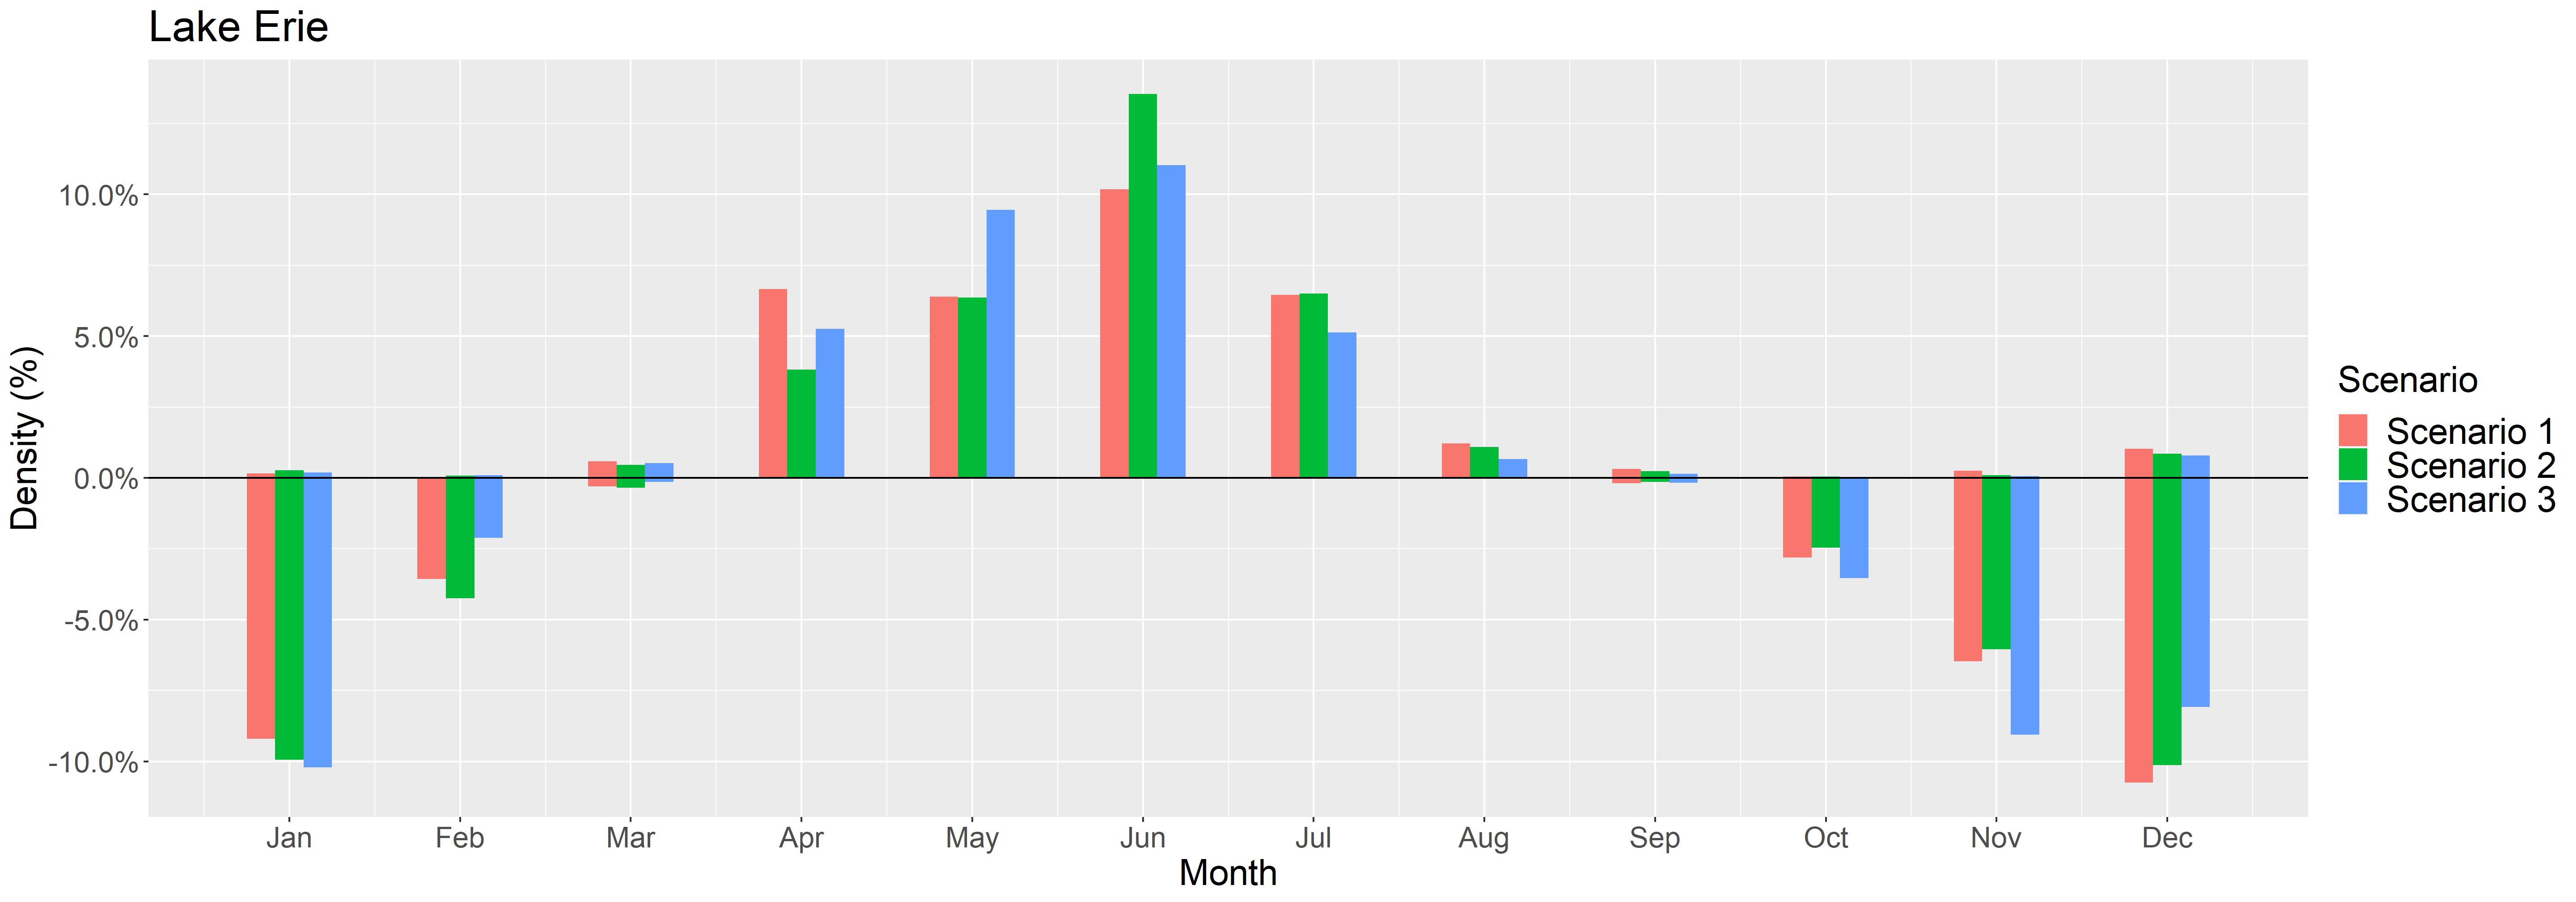 Lake Erie
Density (%)
10.0%
5.0%
0.0%
-5.0%
-10.0%
Jan Feb Mar Apr May Jun Jul Aug Sep Oct Nov Dec
Month
Scenario
Scenario 1
Scenario 2
Scenario 3